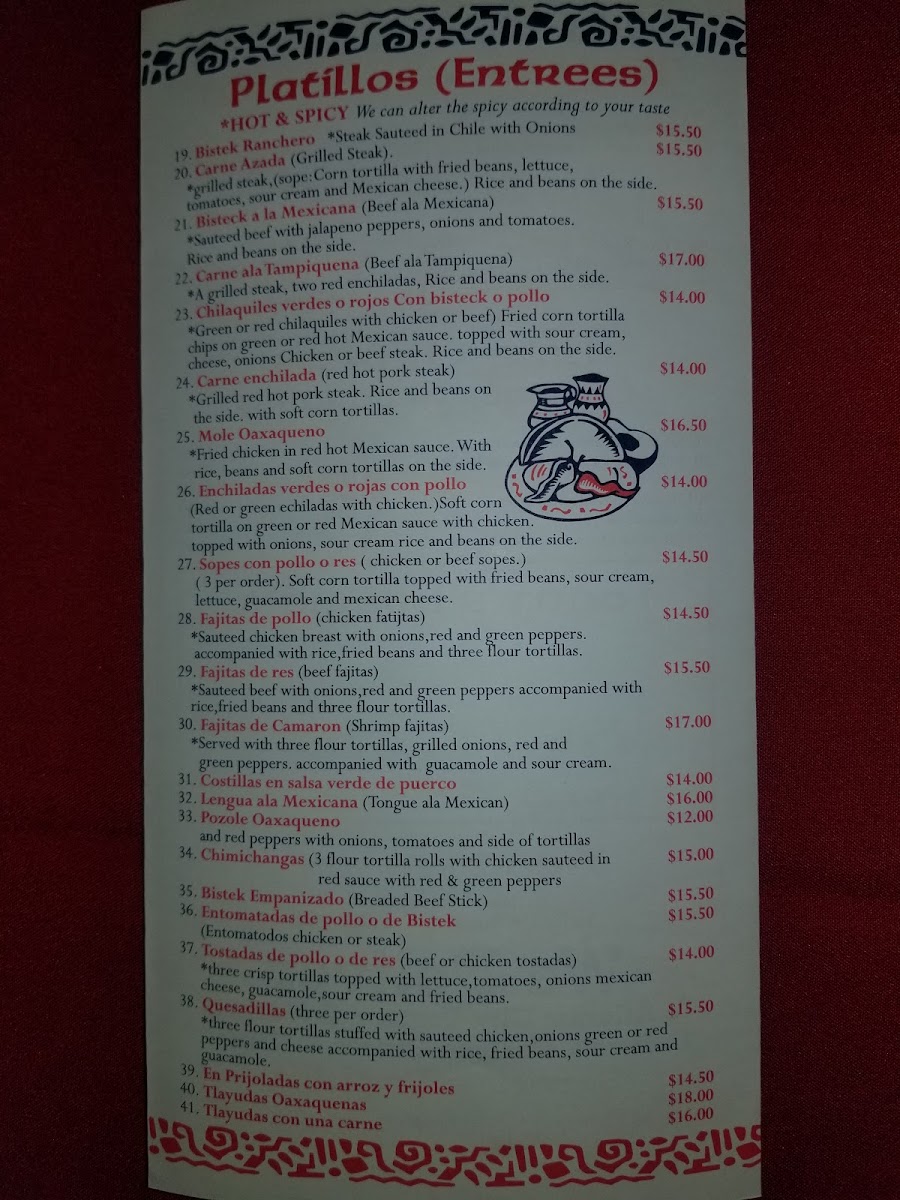 Platillos (Entrees)
*HOT & SPICY We can alter the spicy according to your taste
19. Bistek Ranchero *Steak Sauteed in Chile with Onions $15.50
20. Carne Azada (Grilled Steak). $15.50
*grilled steak,(sope:Corn tortilla with fried beans, lettuce,
tomatoes, sour cream and Mexican cheese.) Rice and beans on the side.
21. Bisteck a la Mexicana (Beef ala Mexicana) $15.50
*Sauteed beef with jalapeno peppers, onions and tomatoes.
Rice and beans on the side.
22. Carne ala Tampiquena (Beef ala Tampiquena) $17.00
*A grilled steak, two red enchiladas, Rice and beans on the side.
23. Chilaquiles verdes o rojos Con bisteck o pollo $14.00
*Green or red chilaquiles with chicken or beef) Fried corn tortilla
chips on green or red hot Mexican sauce. topped with sour cream,
cheese, onions Chicken or beef steak. Rice and beans on the side.
24. Carne enchilada (red hot pork steak) $14.00
*Grilled red hot pork steak. Rice and beans on
the side. with soft corn tortillas.
25. Mole Oaxaqueno $16.50
*Fried chicken in red hot Mexican sauce. With
rice, beans and soft corn tortillas on the side.
26. Enchiladas verdes o rojas con pollo $14.00
(Red or green echiladas with chicken.)Soft corn
tortilla on green or red Mexican sauce with chicken.
topped with onions, sour cream rice and beans on the side.
27. Sopes con pollo o res ( chicken or beef sopes.) $14.50
( 3 per order). Soft corn tortilla topped with fried beans, sour cream,
lettuce, guacamole and mexican cheese.
28. Fajitas de pollo (chicken fatijtas) $14.50
*Sauteed chicken breast with onions,red and green peppers.
accompanied with rice,fried beans and three flour tortillas.
29. Fajitas de res (beef fajitas) $15.50
*Sauteed beef with onions,red and green peppers accompanied with
rice,fried beans and three flour tortillas.
30. Fajitas de Camaron (Shrimp fajitas) $17.00
*Served with three flour tortillas, grilled onions, red and
green peppers. accompanied with guacamole and sour cream.
31. Costillas en salsa verde de puerco $14.00
32. Lengua ala Mexicana (Tongue ala Mexican) $16.00
33. Pozole Oaxaqueno $12.00
and red peppers with onions, tomatoes and side of tortillas
34. Chimichangas (3 flour tortilla rolls with chicken sauteed in $15.00
red sauce with red & green peppers
35. Bistek Empanizado (Breaded Beef Stick) $15.50
36. Entomatadas de pollo o de Bistek $15.50
(Entomatodos chicken or steak)
37. Tostadas de pollo o de res (beef or chicken tostadas) $14.00
*three crisp tortillas topped with lettuce,tomatoes, onions mexican
cheese, guacamole,sour cream and fried beans.
38. Quesadillas (three per order) $15.50
*three flour tortillas stuffed with sauteed chicken,onions green or red
peppers and cheese accompanied with rice, fried beans, sour cream and
guacamole.
39. En Prijoladas con arroz y frijoles $14.50
40. Tlayudas Oaxaquenas $18.00
41. Tlayudas con una carne $16.00